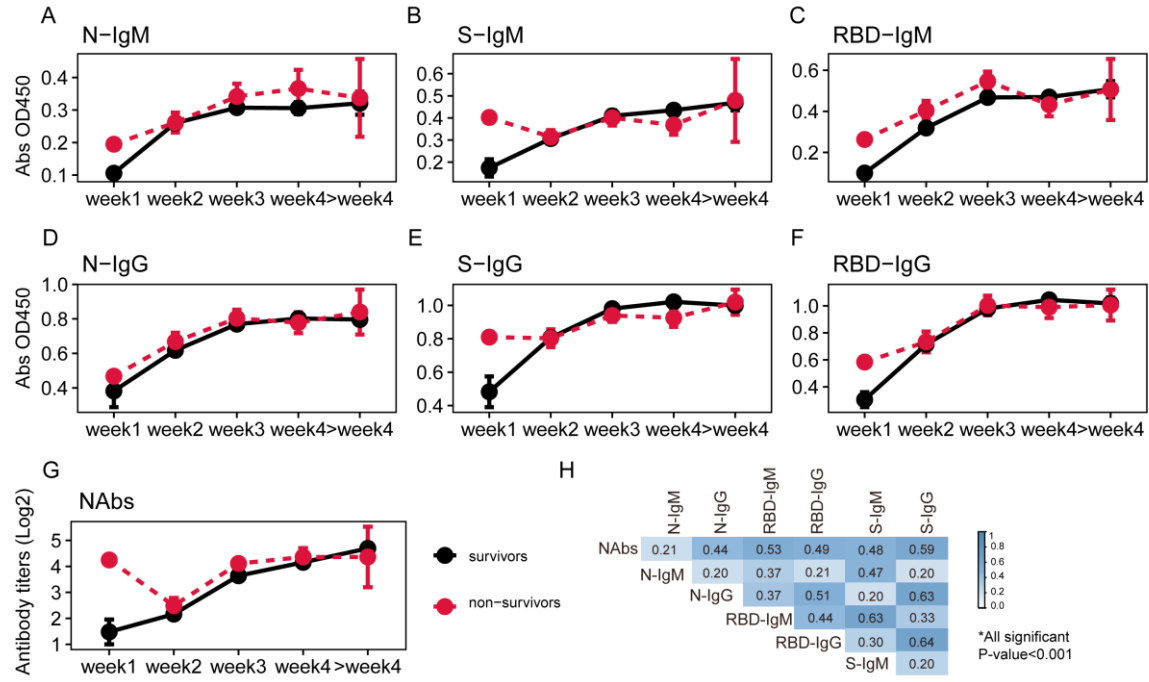 A
N−IgM
Abs OD450
0.4
0.3
0.2
0.1
week1 week2 week3 week4>week4
B
S−IgM
0.6
0.5
0.4
0.3
0.2
week1 week2 week3 week4>week4
C
RBD−IgM
0.6
0.4
0.2
week1 week2 week3 week4>week4
D
N−IgG
Abs OD450
1.0
0.8
0.6
0.4
week1 week2 week3 week4>week4
E
S−IgG
1.0
0.8
0.6
0.4
week1 week2 week3 week4>week4
F
RBD−IgG
1.0
0.8
0.6
0.4
week1 week2 week3 week4>week4
G
NAbs
Antibody titers (Log2)
5
4
3
2
1
week1 week2 week3 week4 >week4
survivors
non-survivors
H
N-IgM N-IgG RBD-IgM RBD-IgG S-IgM S-IgG
NAbs 0.21 0.44 0.53 0.49 0.48 0.59
N-IgM 0.20 0.37 0.21 0.47 0.20
N-IgG 0.37 0.51 0.20 0.63
RBD-IgM 0.44 0.63 0.33
RBD-IgG 0.30 0.64
S-IgM 0.20
1.0
0.8
0.6
0.4
0.2
0.0
*All significant
P-value<0.001